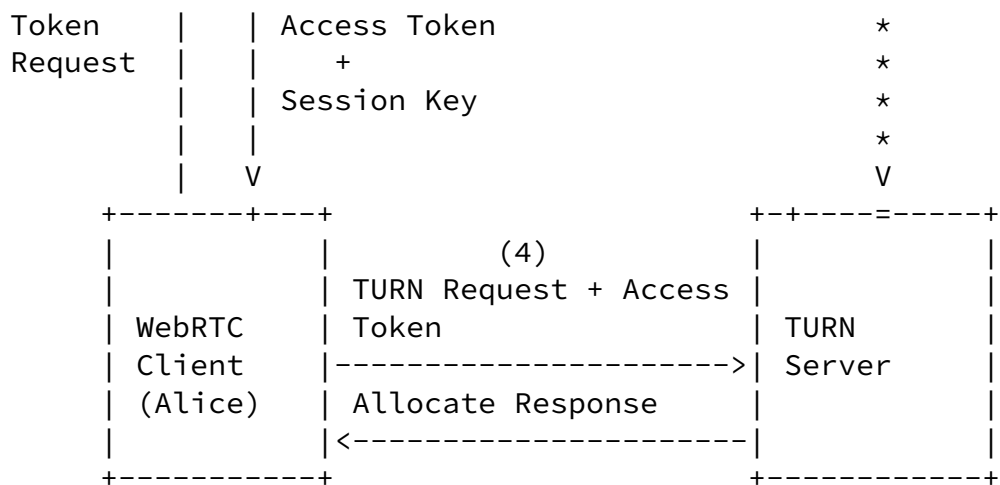 Token | | Access Token *
Request | | + *
| | Session Key *
| | *
| V V
+-------+---+ +-+----=-----+
| | (4) | |
| | TURN Request + Access | |
| WebRTC | Token | TURN |
| Client |---------------------->| Server |
| (Alice) | Allocate Response | |
| |<----------------------| |
+-----------+ +------------+